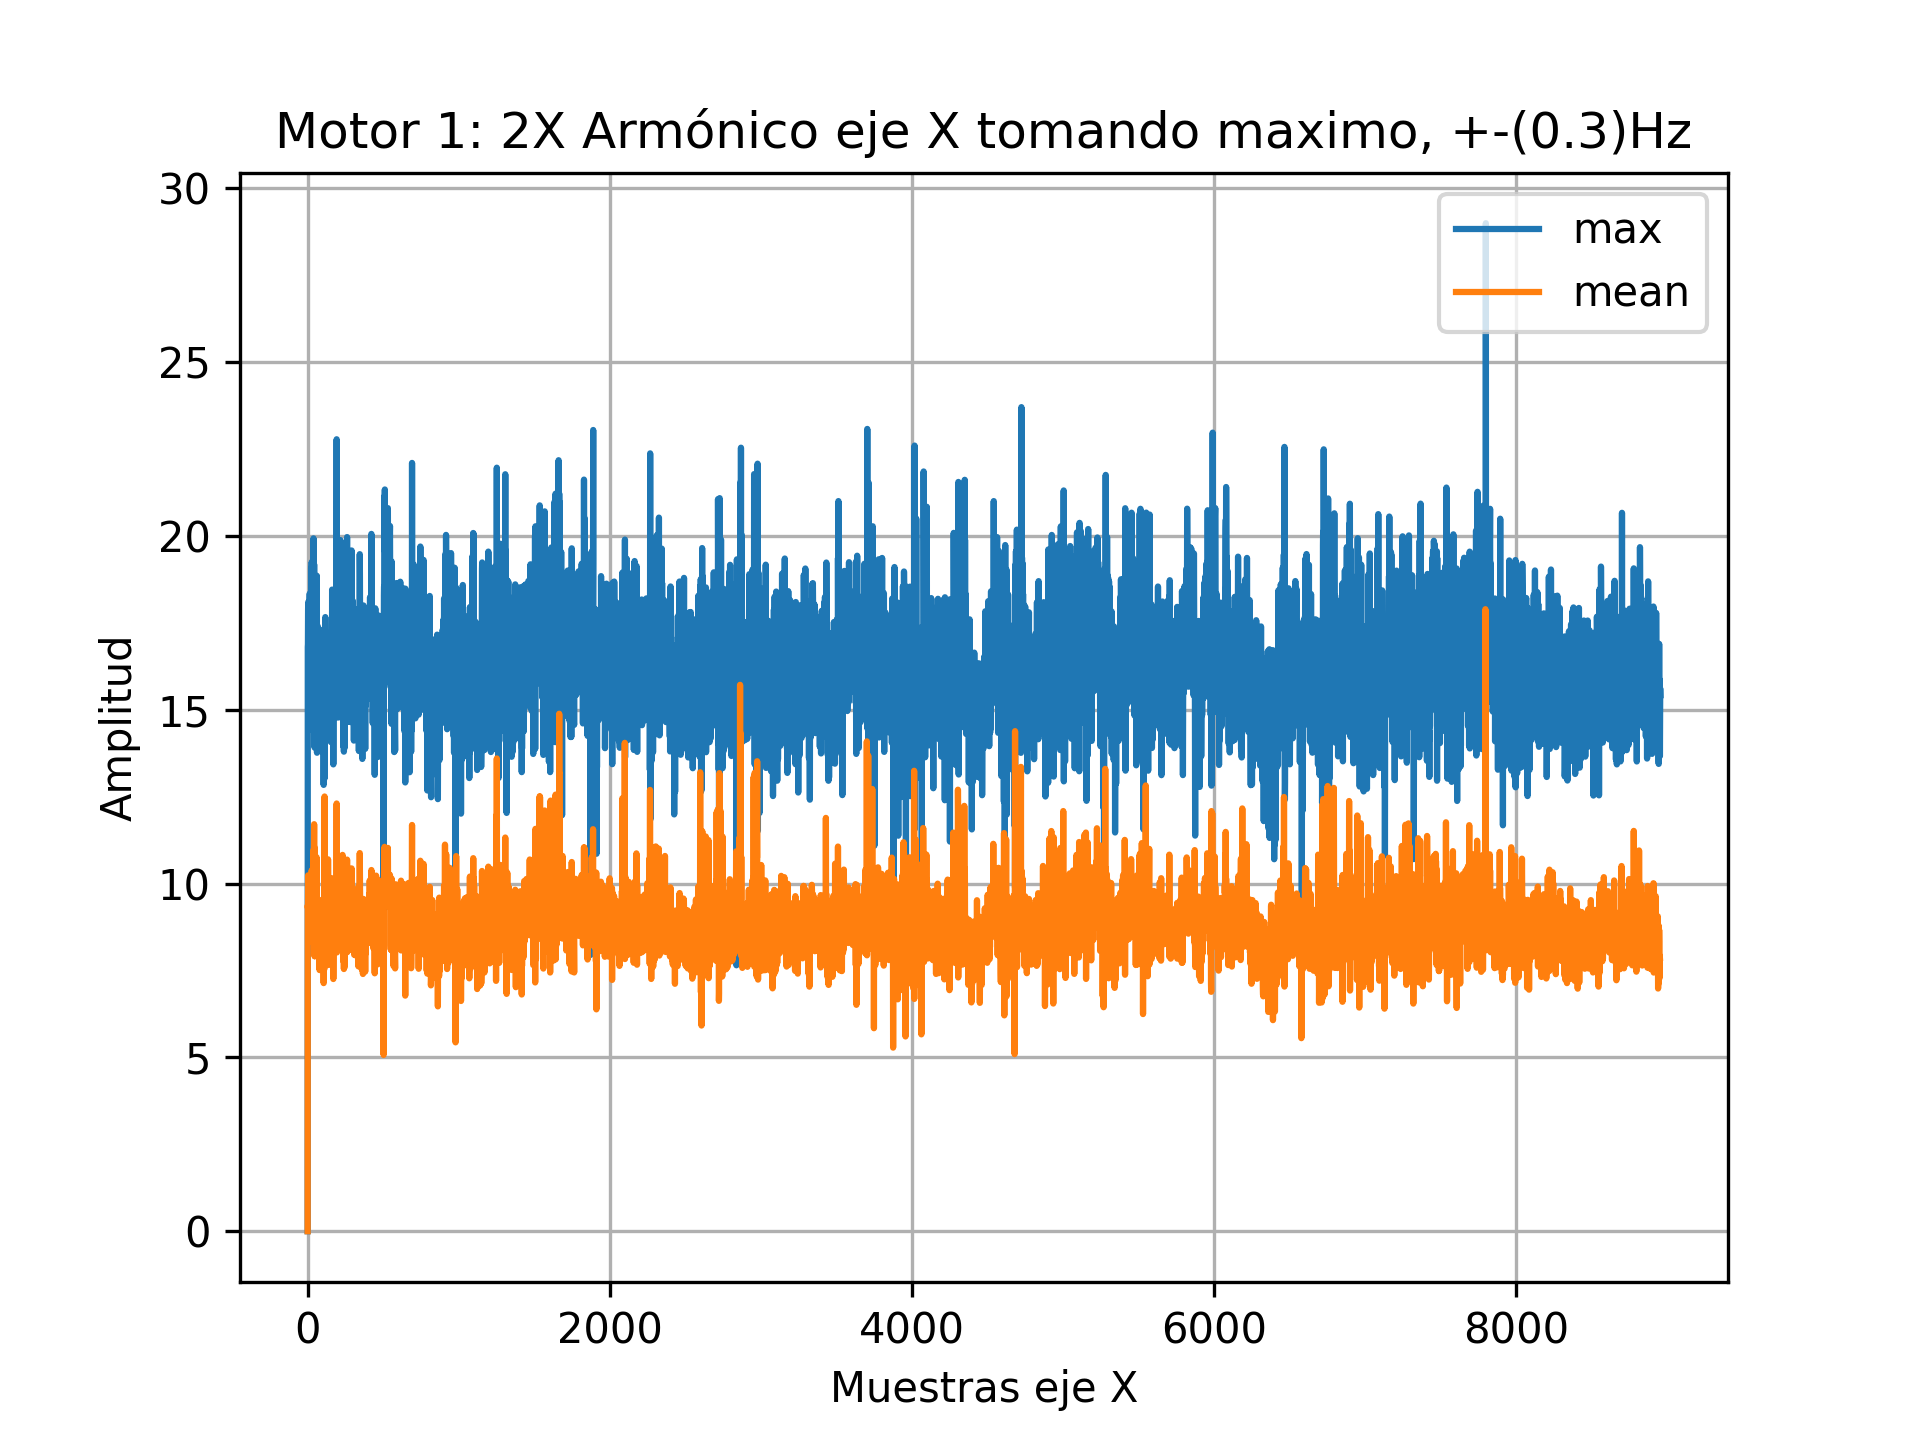 Motor 1: 2X Armónico eje X tomando maximo, +-(0.3)Hz
30
25
20
15
10
5
0
Amplitud
max
mean
0 2000 4000 6000 8000
Muestras eje X